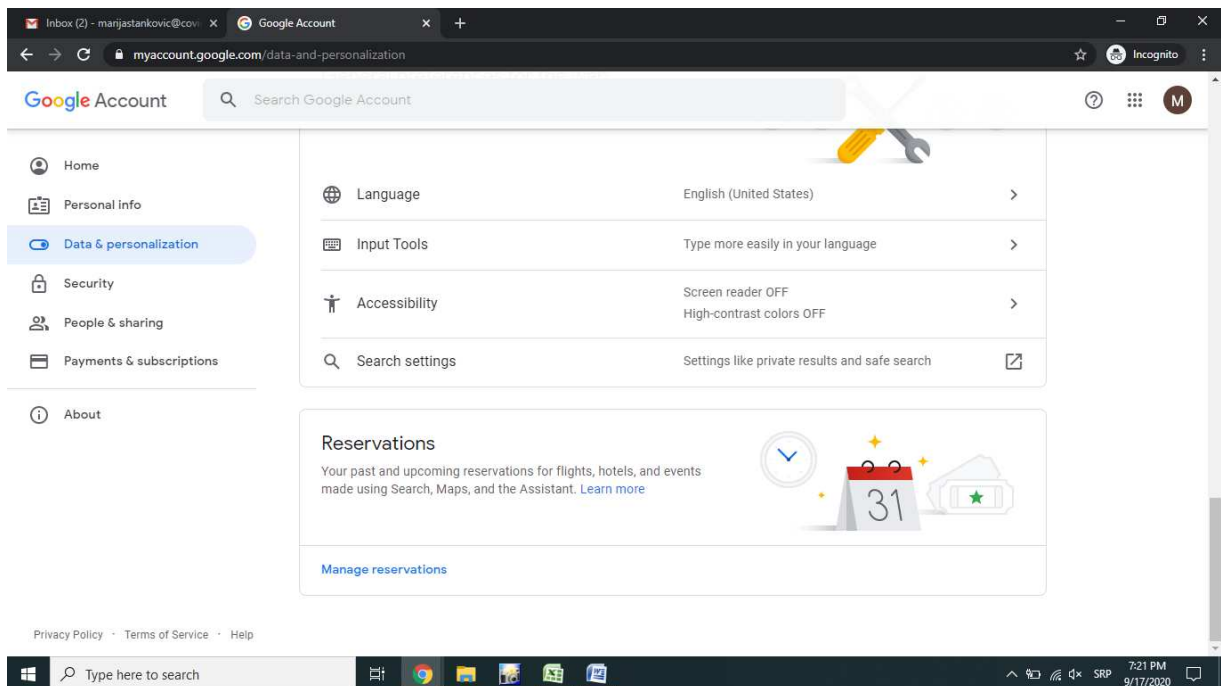 Inbox (2) - marijastankovic@covi
Google Account
myaccount.google.com/data-and-personalization
Incognito
Google Account
Search Google Account
M
Home
Personal info
Data & personalization
Security
People & sharing
Payments & subscriptions
About
Language English (United States)
Input Tools Type more easily in your language
Accessibility Screen reader OFF
High-contrast colors OFF
Search settings Settings like private results and safe search
Reservations
Your past and upcoming reservations for flights, hotels, and events
made using Search, Maps, and the Assistant. Learn more
31
Manage reservations
Privacy Policy · Terms of Service · Help
Type here to search
SRP
7:21 PM
9/17/2020